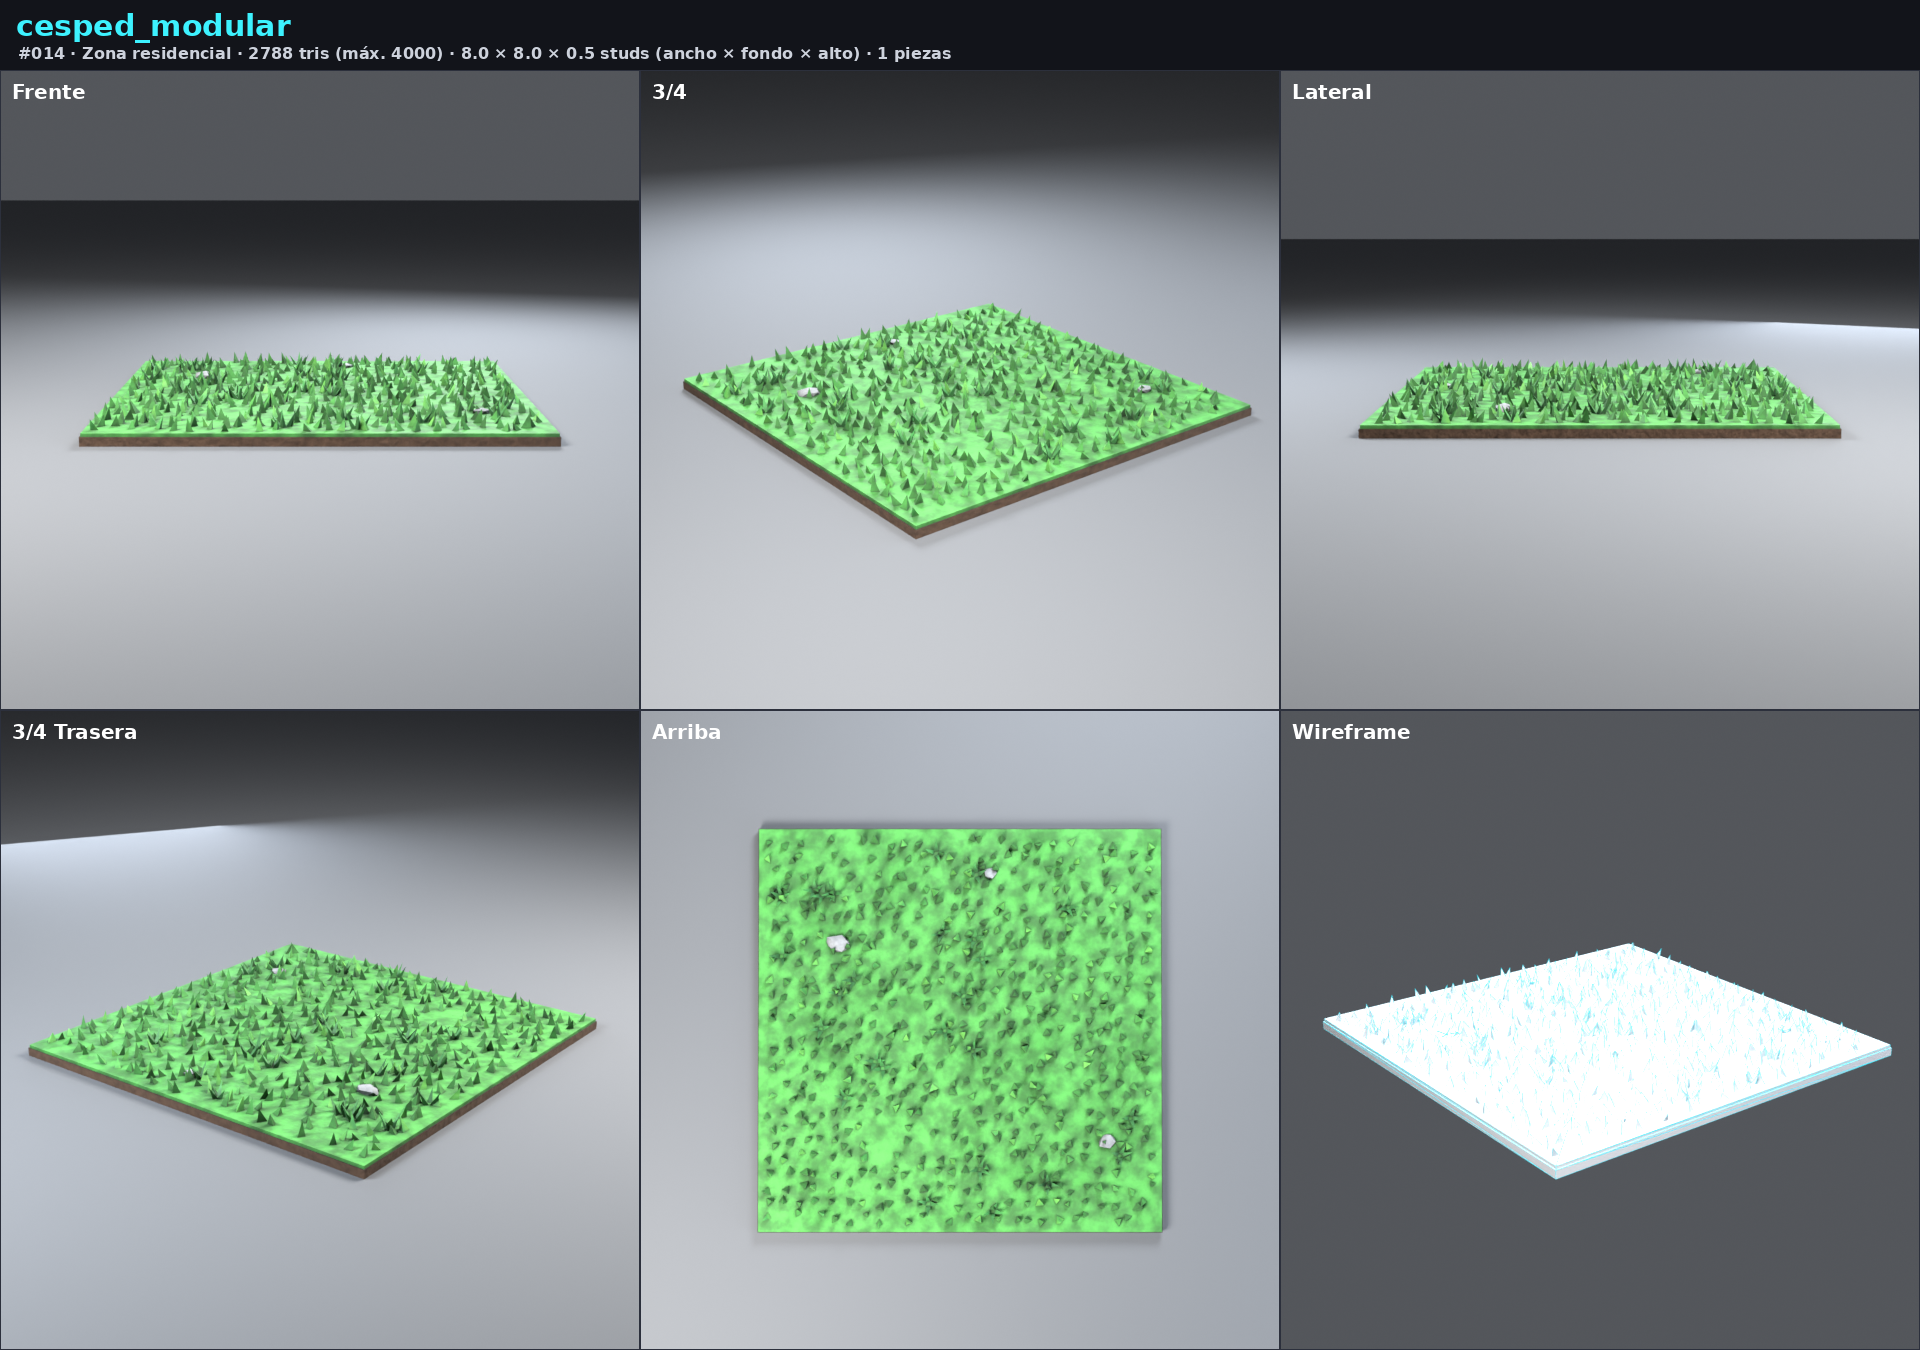 cesped_modular
#014 · Zona residencial · 2788 tris (máx. 4000) · 8.0 × 8.0 × 0.5 studs (ancho × fondo × alto) · 1 piezas
Frente
3/4
Lateral
3/4 Trasera
Arriba
Wireframe